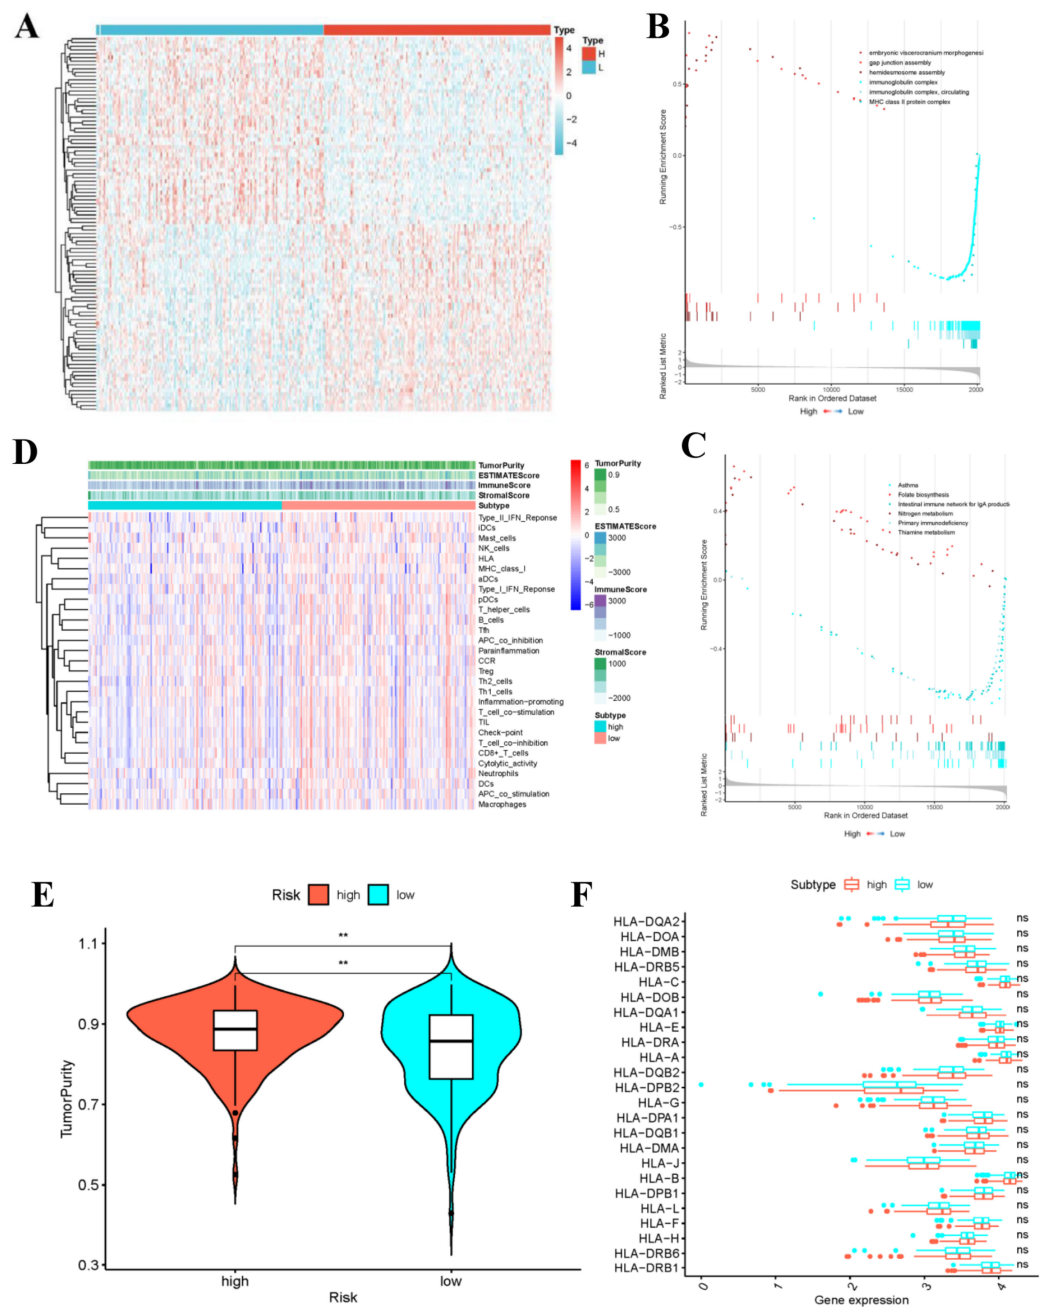 A
Type
4
2
0
−2
−4
Type
H
L
B
Running Enrichment Score
0.5
0.0
−0.5
embryonic viscerocranium morphogenesi
gap junction assembly
hemidesmosome assembly
immunoglobulin complex
immunoglobulin complex, circulating
MHC class II protein complex
Ranked List Metric
2
1
0
−1
−2
5000
10000
15000
2000
Rank in Ordered Dataset
High
Low
D
TumorPurity
ESTIMATEScore
ImmuneScore
StromalScore
Subtype
Type_II_IFN_Reponse
iDCs
Mast_cells
NK_cells
HLA
MHC_class_I
aDCs
Type_I_IFN_Reponse
pDCs
T_helper_cells
B_cells
Tfh
APC_co_inhibition
Parainflammation
CCR
Treg
Th2_cells
Th1_cells
Inflammation−promoting
T_cell_co−stimulation
TIL
Check−point
T_cell_co−inhibition
CD8+_T_cells
Cytolytic_activity
Neutrophils
DCs
APC_co_stimulation
Macrophages
6
4
2
0
−2
−4
−6
TumorPurity
0.9
0.5
ESTIMATEScore
3000
−3000
ImmuneScore
3000
−1000
StromalScore
1000
−2000
Subtype
high
low
C
Running Enrichment Score
0.4
0.0
−0.4
Asthma
Folate biosynthesis
Intestinal immune network for IgA producti
Nitrogen metabolism
Primary immunodeficiency
Thiamine metabolism
Ranked List Metric
2
1
0
−1
−2
5000
10000
15000
2000
Rank in Ordered Dataset
High
Low
E
Risk
high
low
TumorPurity
1.1
0.9
0.7
0.5
0.3
**
**
high
low
Risk
F
Subtype
high
low
HLA−DQA2 ns
HLA−DOA ns
HLA−DMB ns
HLA−DRB5 ns
HLA−C ns
HLA−DOB ns
HLA−DQA1 ns
HLA−E ns
HLA−DRA ns
HLA−A ns
HLA−DQB2 ns
HLA−DPB2 ns
HLA−G ns
HLA−DPA1 ns
HLA−DQB1 ns
HLA−DMA ns
HLA−J ns
HLA−B ns
HLA−DPB1 ns
HLA−L ns
HLA−F ns
HLA−H ns
HLA−DRB6 ns
HLA−DRB1 ns
0
1
2
3
4
Gene expression